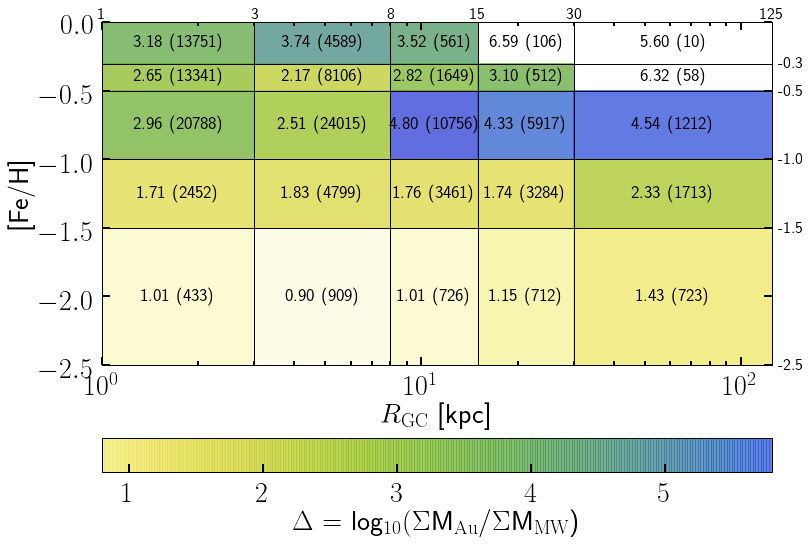 1 3 8 15 30 125
0.0 3.18 (13751) 3.74 (4589) 3.52 (561) 6.59 (106) 5.60 (10)
-0.3
2.65 (13341) 2.17 (8106) 2.82 (1649) 3.10 (512) 6.32 (58)
−0.5 -0.5
2.96 (20788) 2.51 (24015) 4.80 (10756) 4.33 (5917) 4.54 (1212)
−1.0 -1.0
[Fe/H]
1.71 (2452) 1.83 (4799) 1.76 (3461) 1.74 (3284) 2.33 (1713)
−1.5 -1.5
−2.0 1.01 (433) 0.90 (909) 1.01 (726) 1.15 (712) 1.43 (723)
−2.5 -2.5
10⁰ 10¹ 10²
R_GC [kpc]
1 2 3 4 5
Δ = log₁₀(ΣM_Au/ΣM_MW)